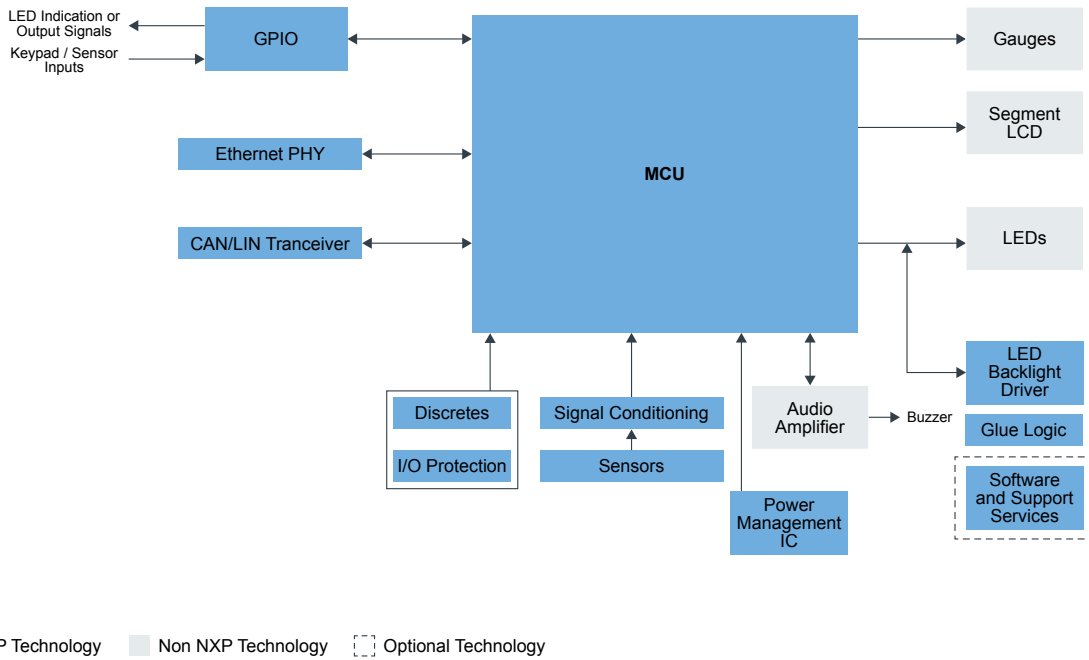 LED Indication or
Output Signals
Keypad / Sensor
Inputs
GPIO
Ethernet PHY
CAN/LIN Tranceiver
MCU
Gauges
Segment
LCD
LEDs
LED
Backlight
Driver
Glue Logic
Software
and Support
Services
Discretes
I/O Protection
Signal Conditioning
Sensors
Power
Management
IC
Audio
Amplifier
Buzzer
P Technology
Non NXP Technology
Optional Technology